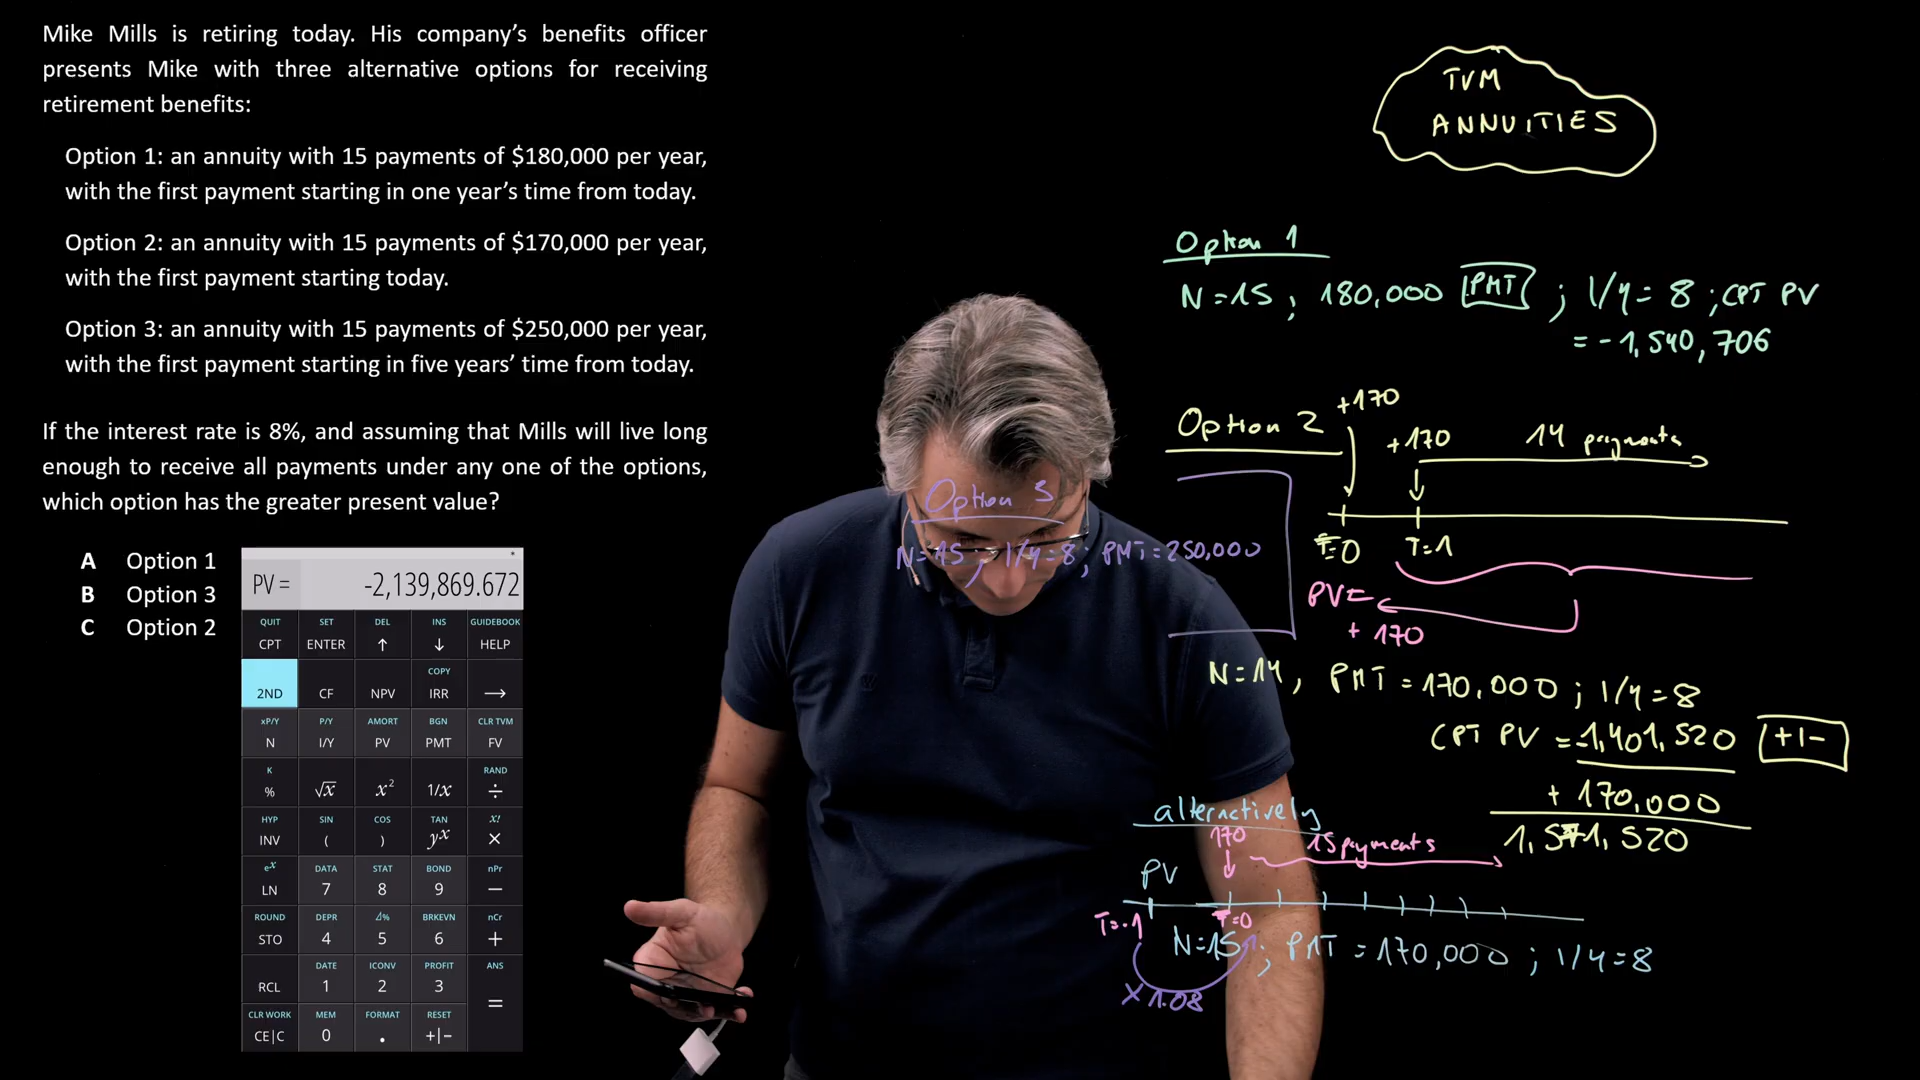 Mike Mills is retiring today. His company's benefits officer
presents Mike with three alternative options for receiving
retirement benefits:
Option 1: an annuity with 15 payments of $180,000 per year,
with the first payment starting in one year's time from today.
Option 2: an annuity with 15 payments of $170,000 per year,
with the first payment starting today.
Option 3: an annuity with 15 payments of $250,000 per year,
with the first payment starting in five years' time from today.
If the interest rate is 8%, and assuming that Mills will live long
enough to receive all payments under any one of the options,
which option has the greater present value?
A Option 1
B Option 3
C Option 2
PV = -2,139,869.672
QUIT SET DEL INS GUIDEBOOK
CPT ENTER ↑ ↓ HELP
COPY
2ND CF NPV IRR →
xP/Y P/Y AMORT BGN CLR TVM
N I/Y PV PMT FV
K RAND
% √x x² 1/x ÷
HYP SIN COS TAN x!
INV ( ) yˣ ×
eˣ DATA STAT BOND nPr
LN 7 8 9 −
ROUND DEPR Δ% BRKEVN nCr
STO 4 5 6 +
DATE ICONV PROFIT ANS
RCL 1 2 3 =
CLR WORK MEM FORMAT RESET
CE|C 0 . +|−
TVM
ANNUITIES
Option 1
N=15; 180,000 PMT; I/Y=8; CPT PV
= -1,540,706
Option 2
+170
+170 14 payments
T=0 T=1
PV=
+ 170
N=14, PMT=170,000; I/Y=8
CPT PV = -1,401,520 +|-
+ 170,000
1,571,520
Option 3
N=15; I/Y=8; PMT=250,000
alternatively
170 15 payments
PV
T=-1 T=0
N=15; PMT=170,000; I/Y=8
×1.08